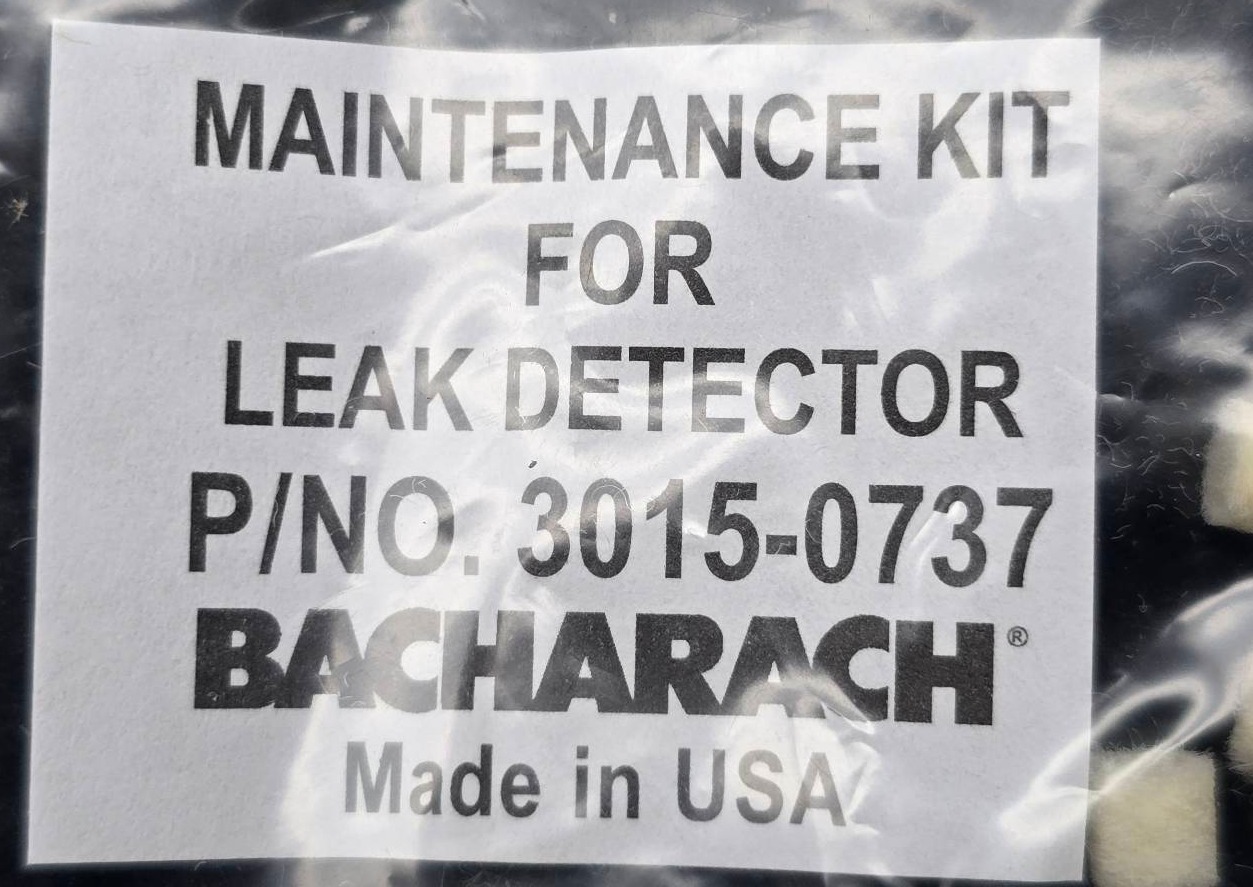 MAINTENANCE KIT
FOR
LEAK DETECTOR
P/NO. 3015-0737
BACHARACH®
Made in USA